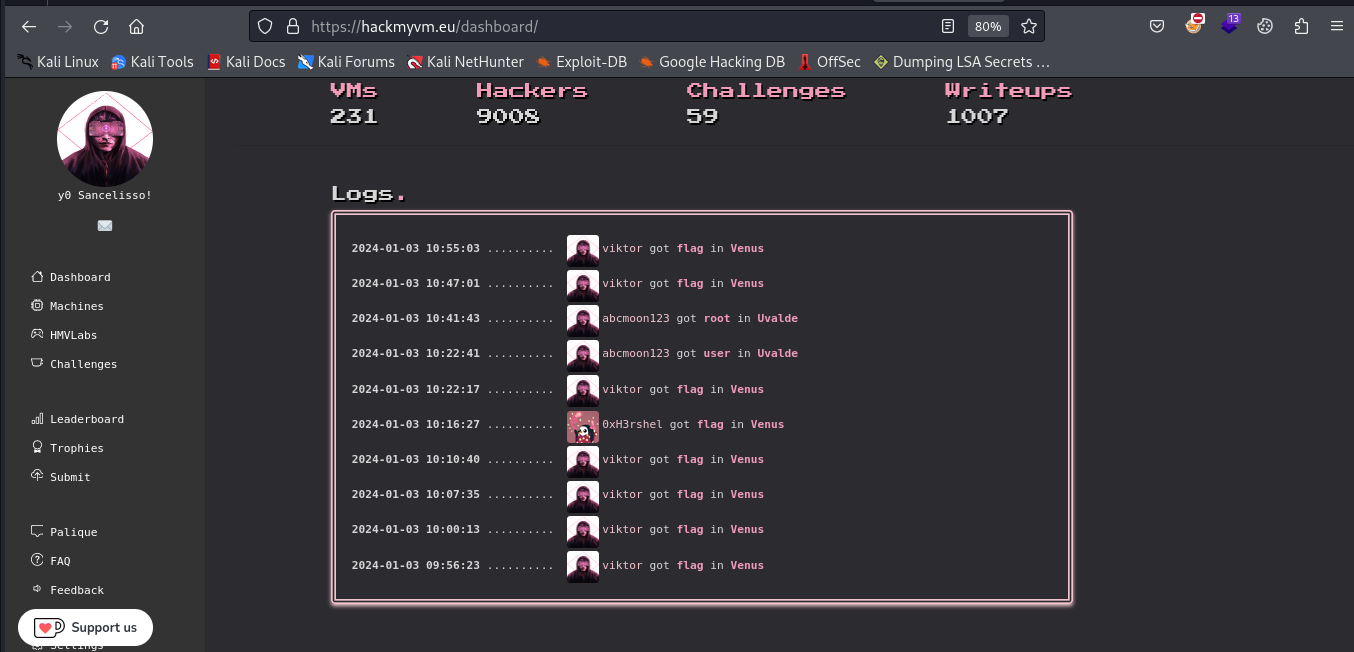 https://hackmyvm.eu/dashboard/
80%
13
Kali Linux
Kali Tools
Kali Docs
Kali Forums
Kali NetHunter
Exploit-DB
Google Hacking DB
OffSec
Dumping LSA Secrets …
VMs Hackers Challenges Writeups
231 9008 59 1007
y0 Sancelisso!
Dashboard
Machines
HMVLabs
Challenges
Leaderboard
Trophies
Submit
Palique
FAQ
Feedback
Support us
Settings
Logs.
2024-01-03 10:55:03 .......... viktor got flag in Venus
2024-01-03 10:47:01 .......... viktor got flag in Venus
2024-01-03 10:41:43 .......... abcmoon123 got root in Uvalde
2024-01-03 10:22:41 .......... abcmoon123 got user in Uvalde
2024-01-03 10:22:17 .......... viktor got flag in Venus
2024-01-03 10:16:27 .......... 0xH3rshel got flag in Venus
2024-01-03 10:10:40 .......... viktor got flag in Venus
2024-01-03 10:07:35 .......... viktor got flag in Venus
2024-01-03 10:00:13 .......... viktor got flag in Venus
2024-01-03 09:56:23 .......... viktor got flag in Venus